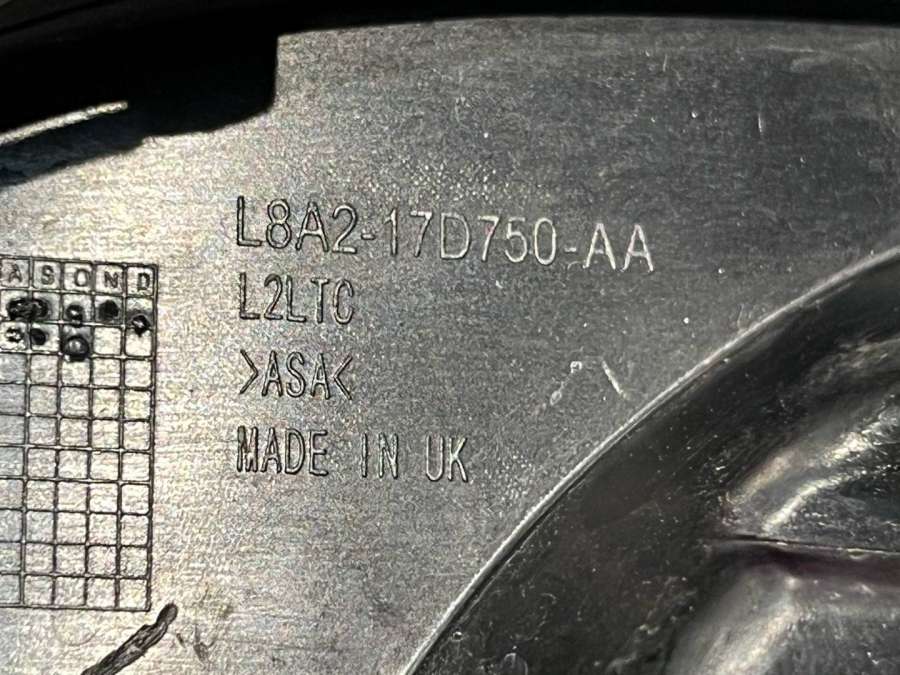 L8A2-17D750-AA
L2LTC
>ASA<
MADE IN UK
A S O N D